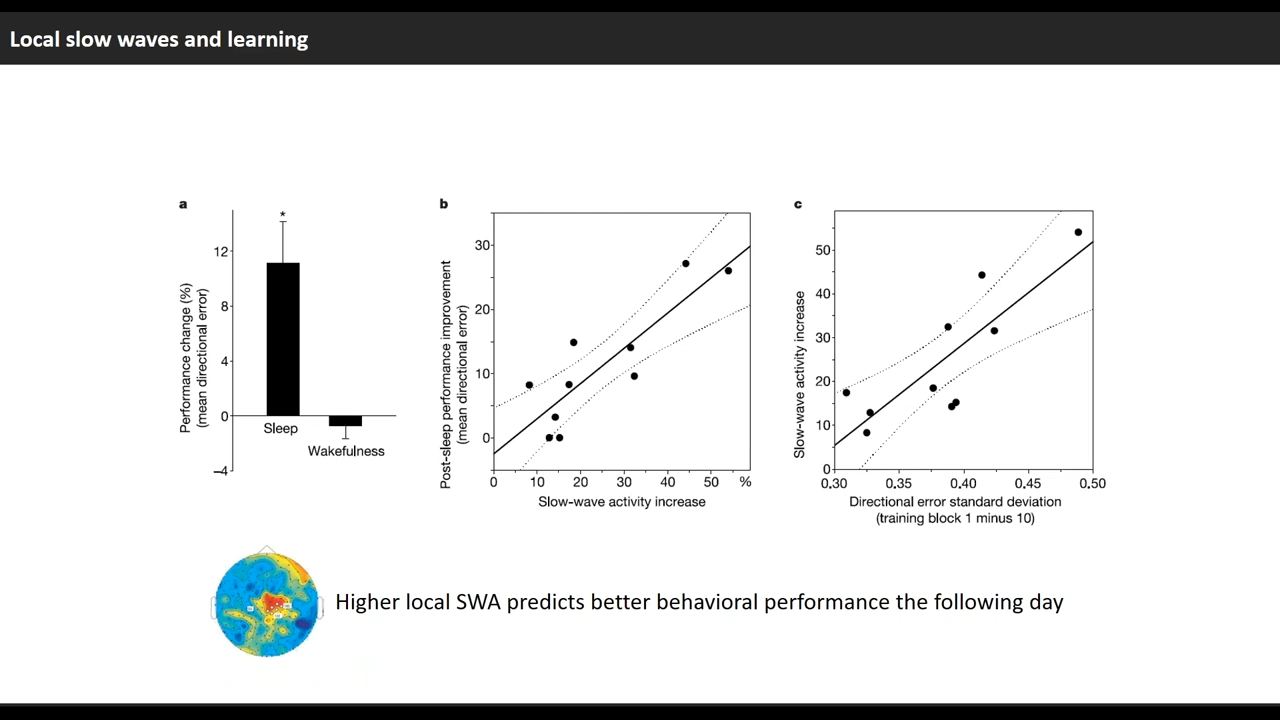 Local slow waves and learning
a
*
12
8
4
0
–4
Performance change (%)
(mean directional error)
Sleep
Wakefulness
b
30
20
10
0
Post-sleep performance improvement
(mean directional error)
0 10 20 30 40 50 %
Slow-wave activity increase
c
50
40
30
20
10
0
Slow-wave activity increase
0.30 0.35 0.40 0.45 0.50
Directional error standard deviation
(training block 1 minus 10)
Higher local SWA predicts better behavioral performance the following day